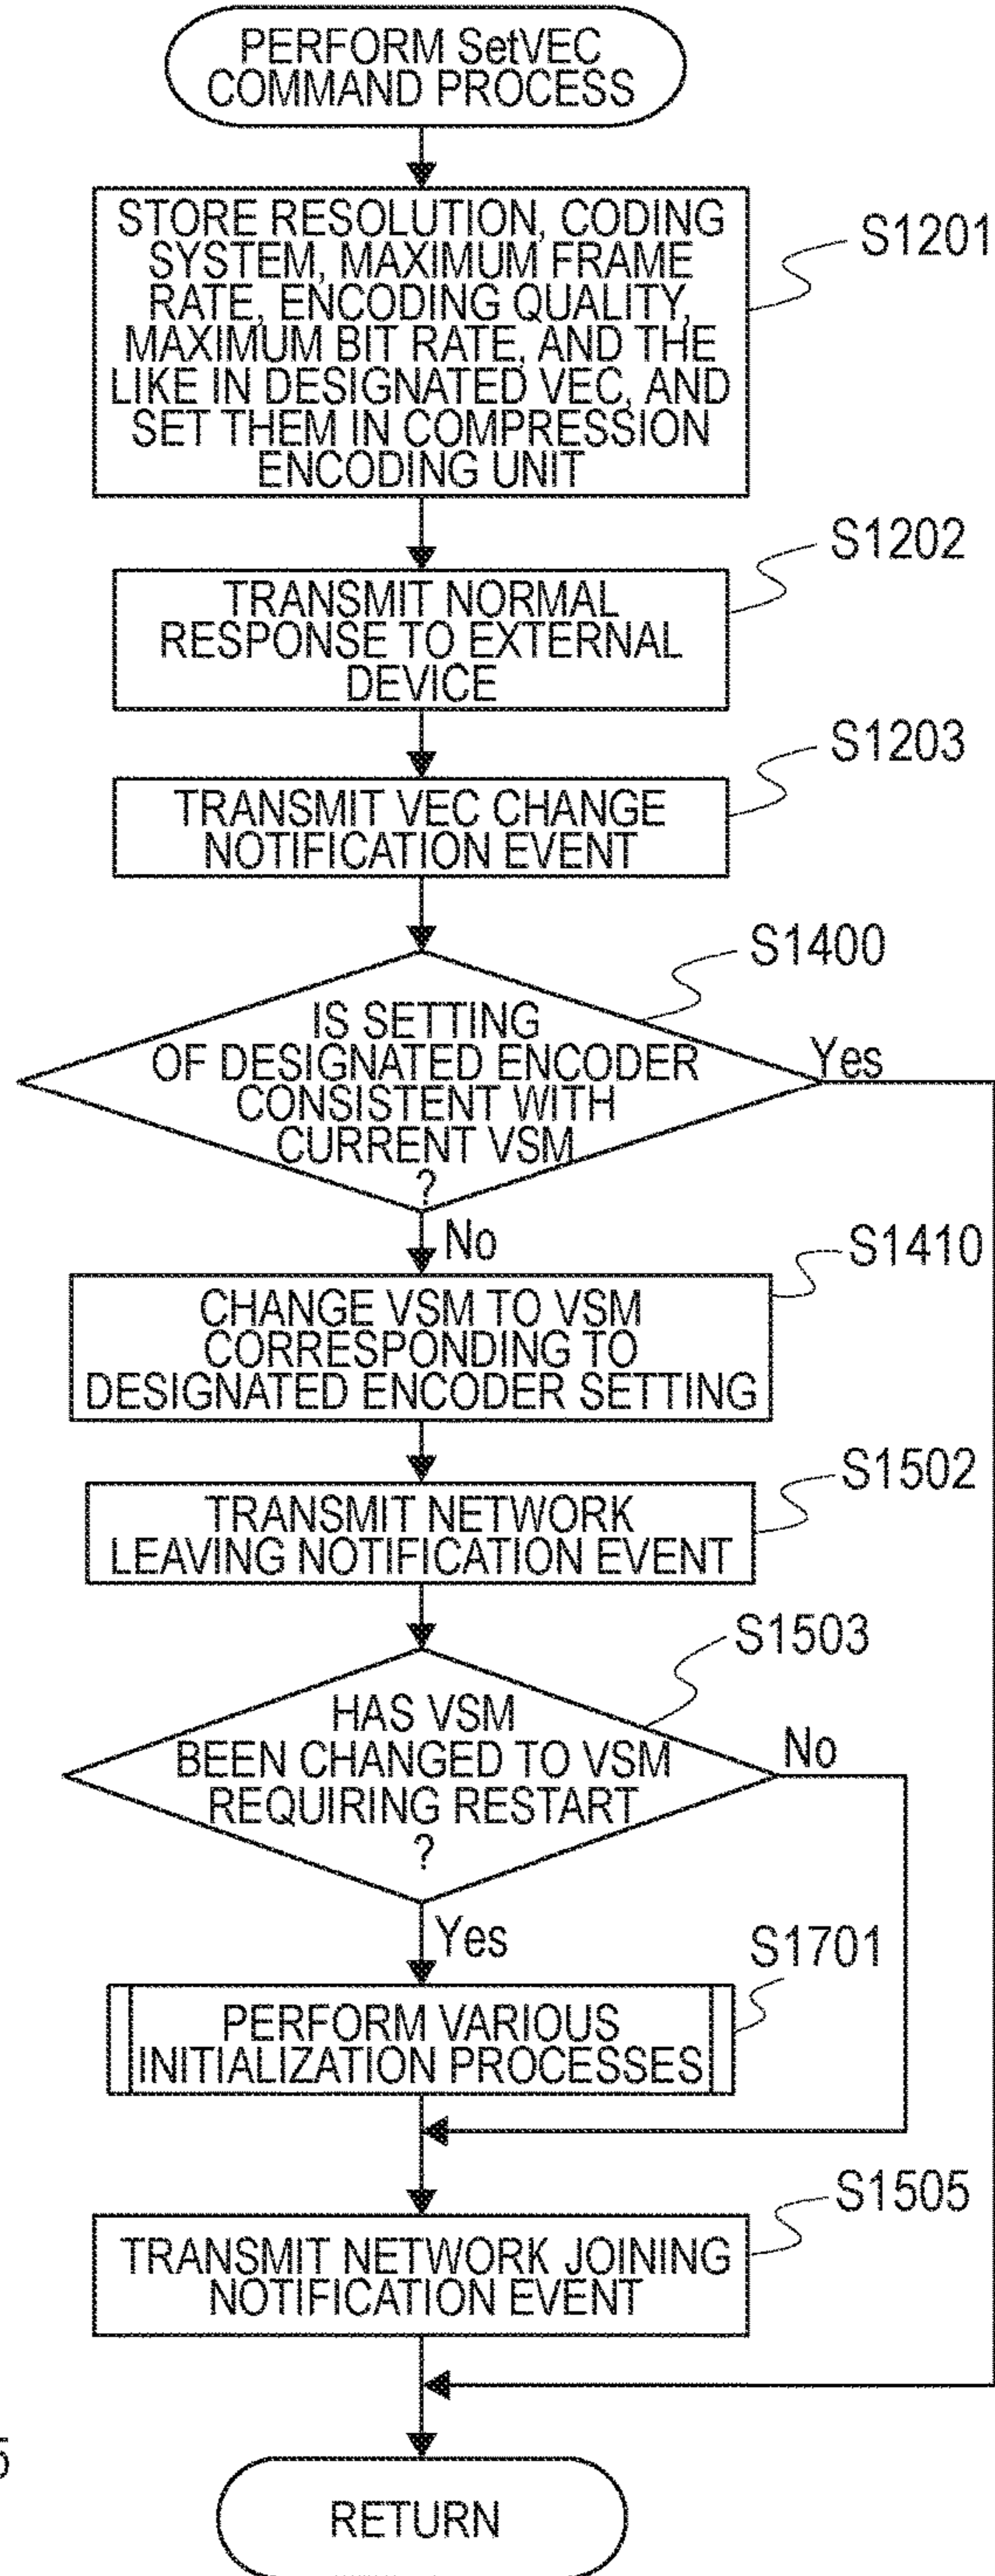 PERFORM SetVEC
COMMAND PROCESS
STORE RESOLUTION, CODING
SYSTEM, MAXIMUM FRAME
RATE, ENCODING QUALITY,
MAXIMUM BIT RATE, AND THE
LIKE IN DESIGNATED VEC, AND
SET THEM IN COMPRESSION
ENCODING UNIT
S1201
TRANSMIT NORMAL
RESPONSE TO EXTERNAL
DEVICE
S1202
TRANSMIT VEC CHANGE
NOTIFICATION EVENT
S1203
IS SETTING
OF DESIGNATED ENCODER
CONSISTENT WITH
CURRENT VSM
?
S1400
Yes
No
CHANGE VSM TO VSM
CORRESPONDING TO
DESIGNATED ENCODER SETTING
S1410
TRANSMIT NETWORK
LEAVING NOTIFICATION EVENT
S1502
HAS VSM
BEEN CHANGED TO VSM
REQUIRING RESTART
?
S1503
No
Yes
PERFORM VARIOUS
INITIALIZATION PROCESSES
S1701
TRANSMIT NETWORK JOINING
NOTIFICATION EVENT
S1505
RETURN